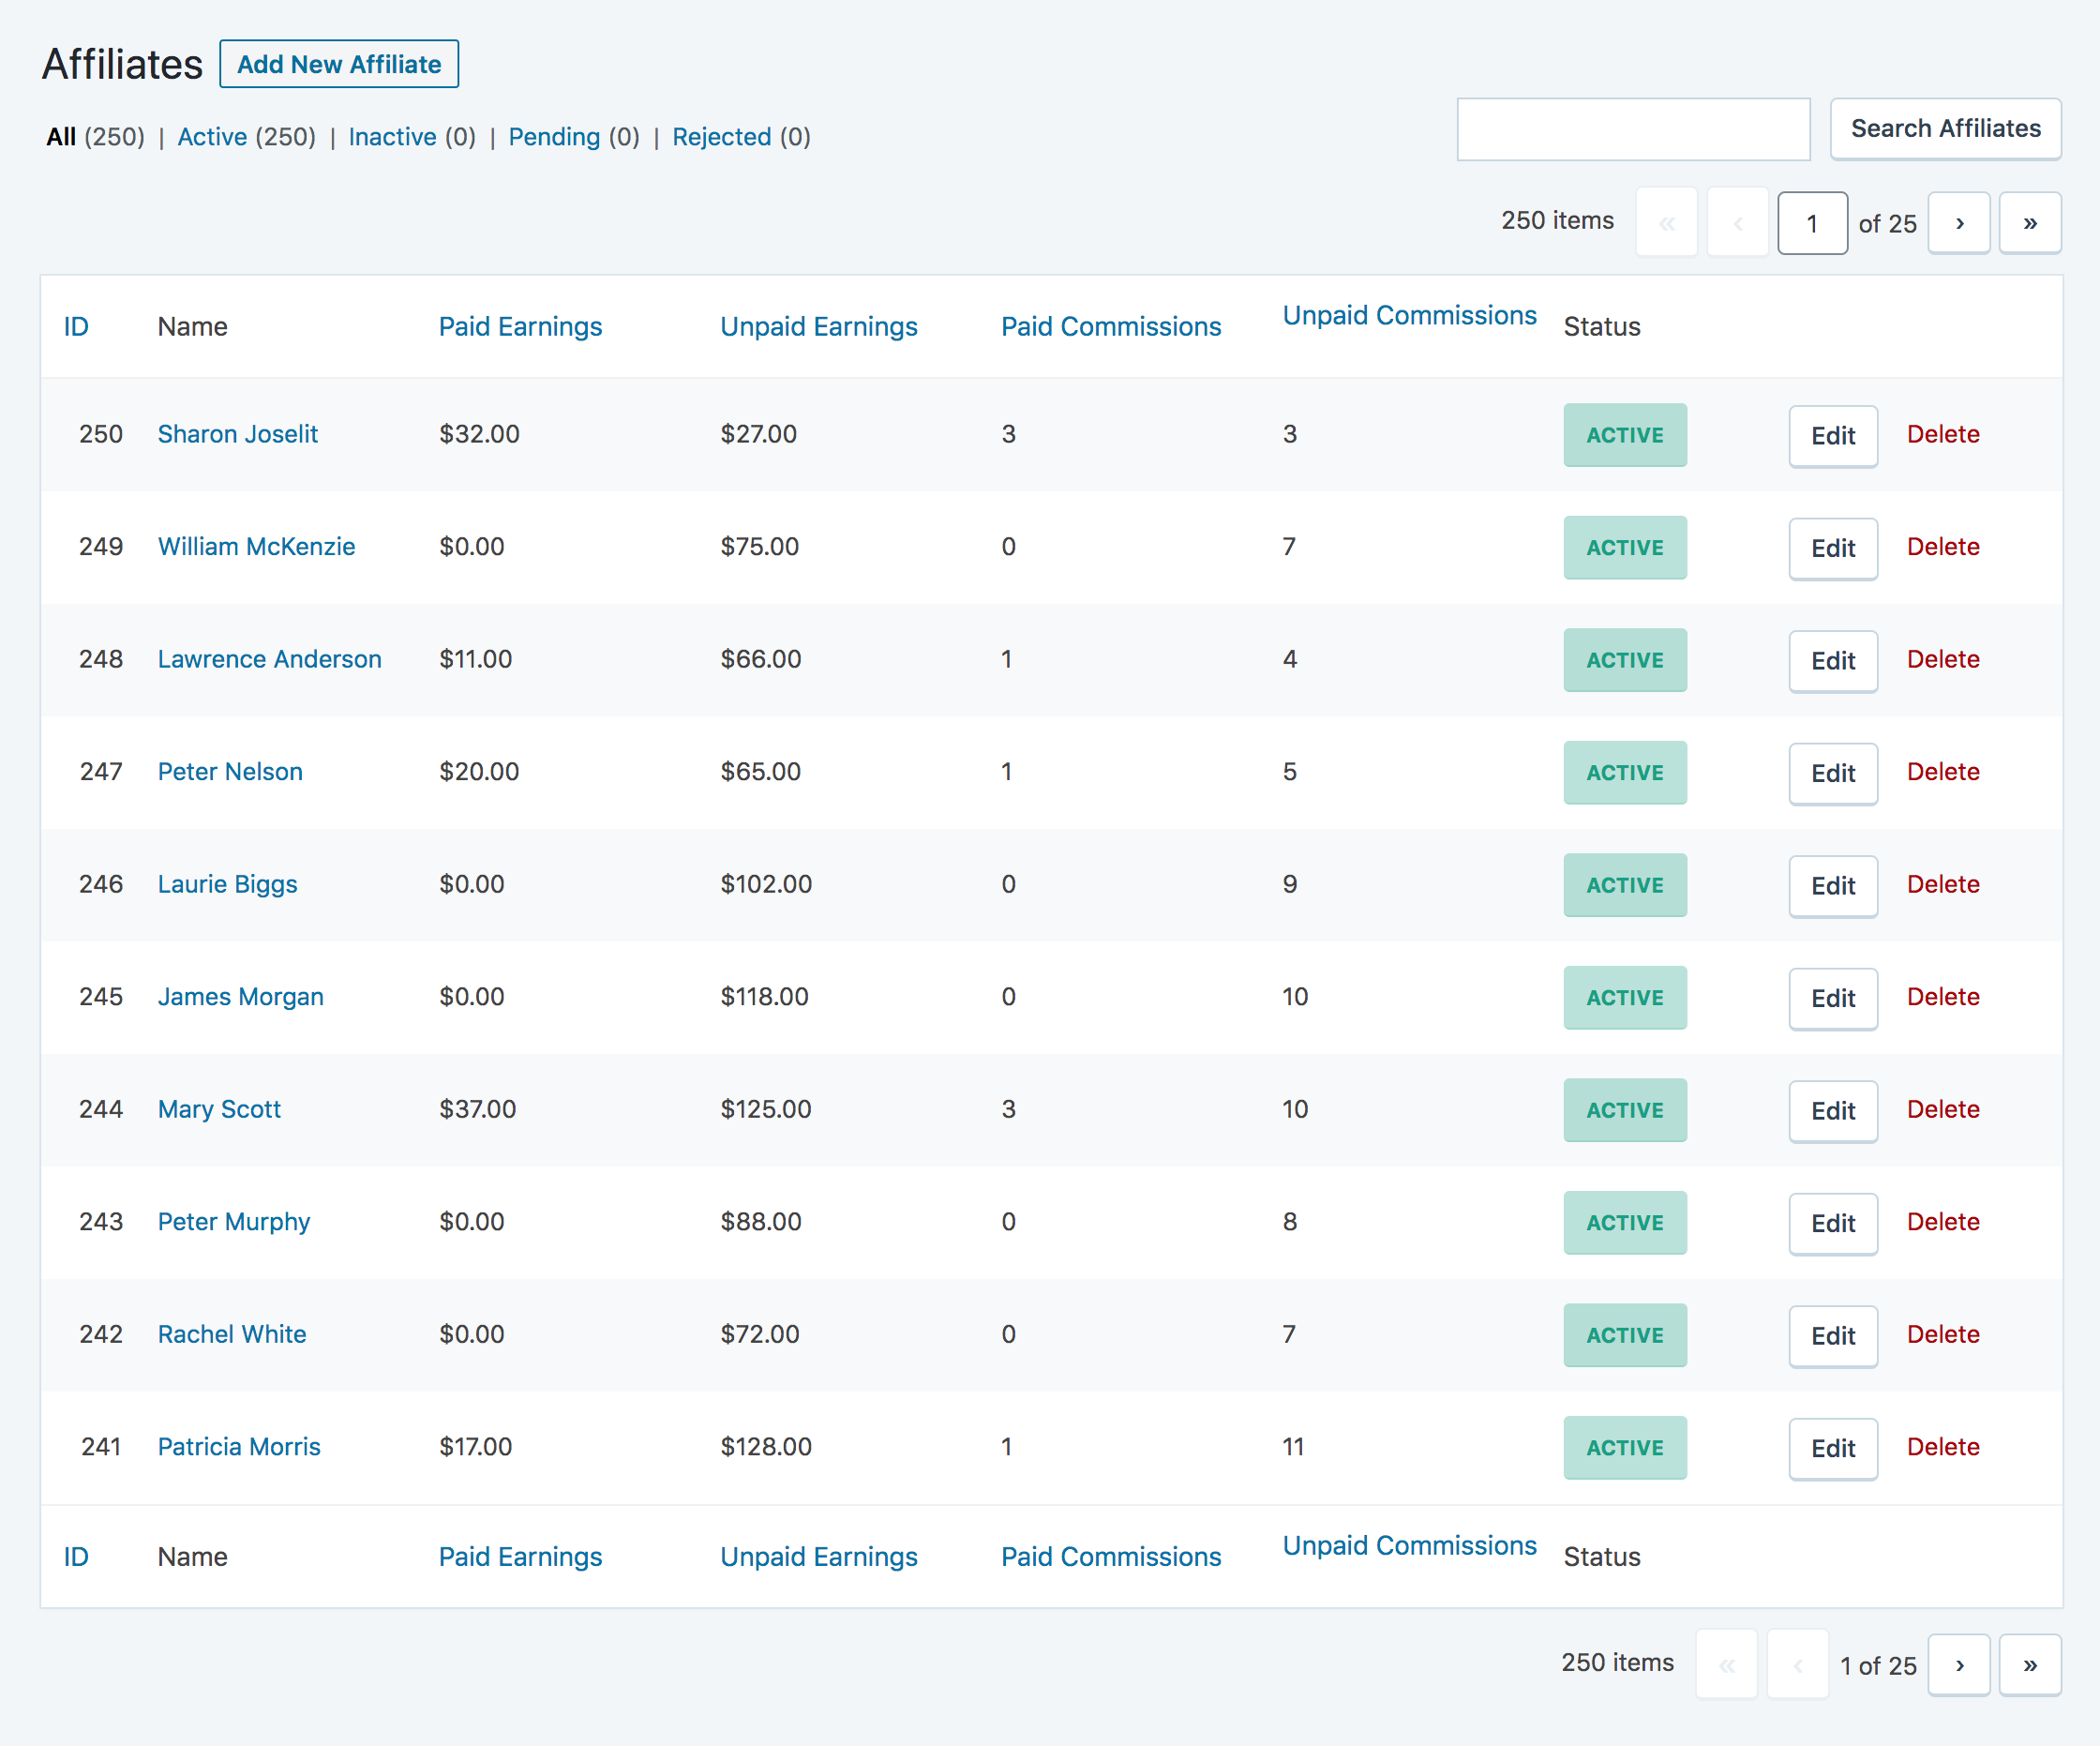 Affiliates Add New Affiliate
All (250) | Active (250) | Inactive (0) | Pending (0) | Rejected (0)
Search Affiliates
250 items « ‹ 1 of 25 › »
ID Name Paid Earnings Unpaid Earnings Paid Commissions Unpaid Commissions Status
250 Sharon Joselit $32.00 $27.00 3 3 ACTIVE Edit Delete
249 William McKenzie $0.00 $75.00 0 7 ACTIVE Edit Delete
248 Lawrence Anderson $11.00 $66.00 1 4 ACTIVE Edit Delete
247 Peter Nelson $20.00 $65.00 1 5 ACTIVE Edit Delete
246 Laurie Biggs $0.00 $102.00 0 9 ACTIVE Edit Delete
245 James Morgan $0.00 $118.00 0 10 ACTIVE Edit Delete
244 Mary Scott $37.00 $125.00 3 10 ACTIVE Edit Delete
243 Peter Murphy $0.00 $88.00 0 8 ACTIVE Edit Delete
242 Rachel White $0.00 $72.00 0 7 ACTIVE Edit Delete
241 Patricia Morris $17.00 $128.00 1 11 ACTIVE Edit Delete
ID Name Paid Earnings Unpaid Earnings Paid Commissions Unpaid Commissions Status
250 items « ‹ 1 of 25 › »